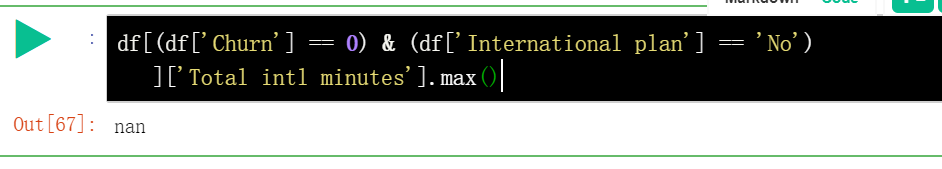 Markdown Code
: df[(df['Churn'] == 0) & (df['International plan'] == 'No')
]['Total intl minutes'].max()
Out[67]: nan